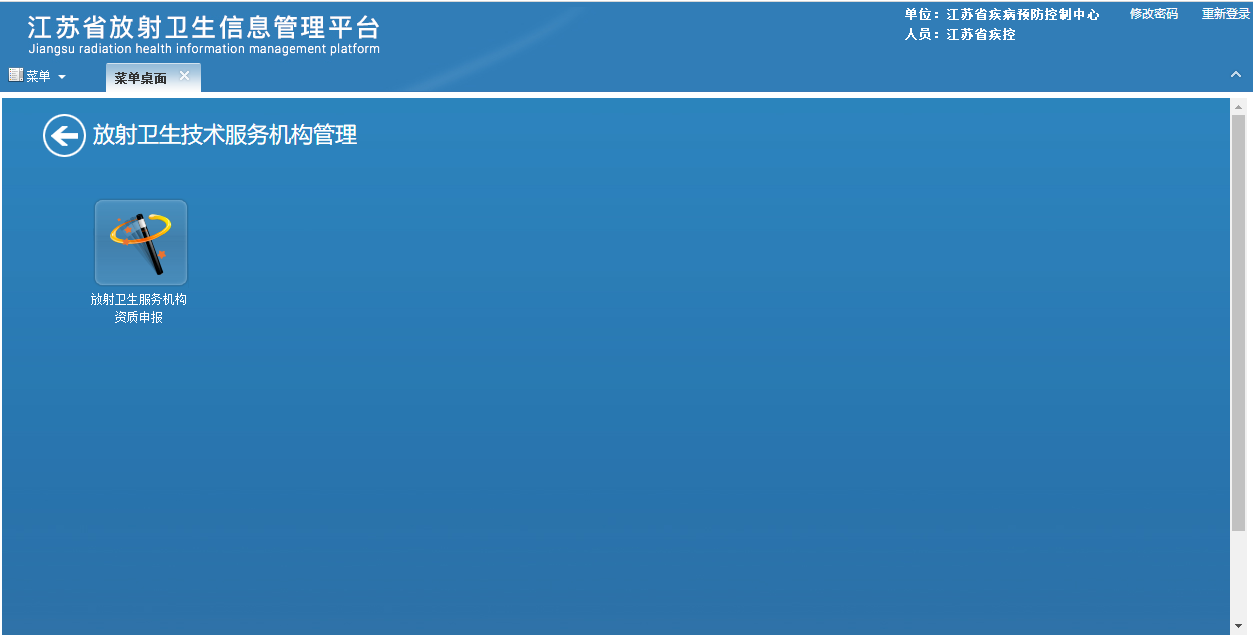 江苏省放射卫生信息管理平台
Jiangsu radiation health information management platform
单位：江苏省疾病预防控制中心
修改密码
重新登录
人员：江苏省疾控
菜单
菜单桌面
放射卫生技术服务机构管理
放射卫生服务机构
资质申报